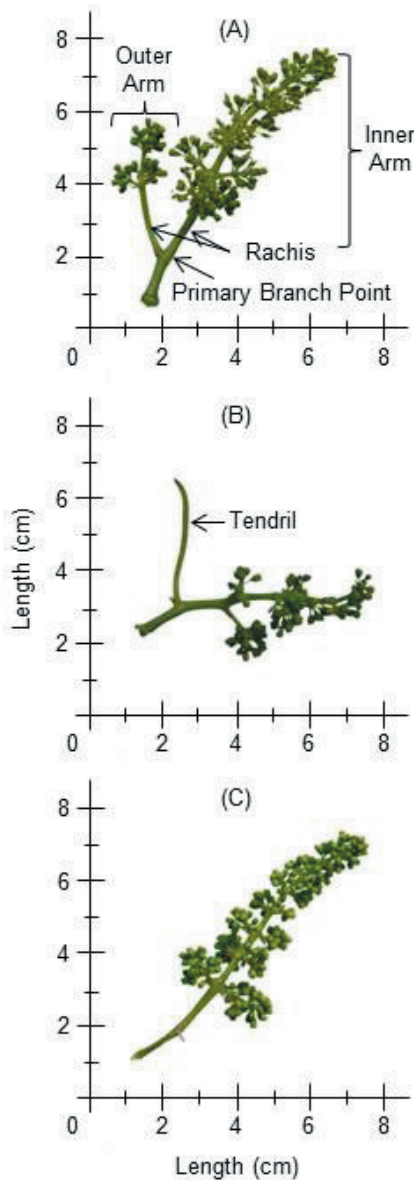 (A)
8
Outer
Arm
6
Inner
Arm
4
Rachis
2
Primary Branch Point
0 2 4 6 8
(B)
8
6
Tendril
Length (cm)
4
2
0 2 4 6 8
(C)
8
6
4
2
0 2 4 6 8
Length (cm)